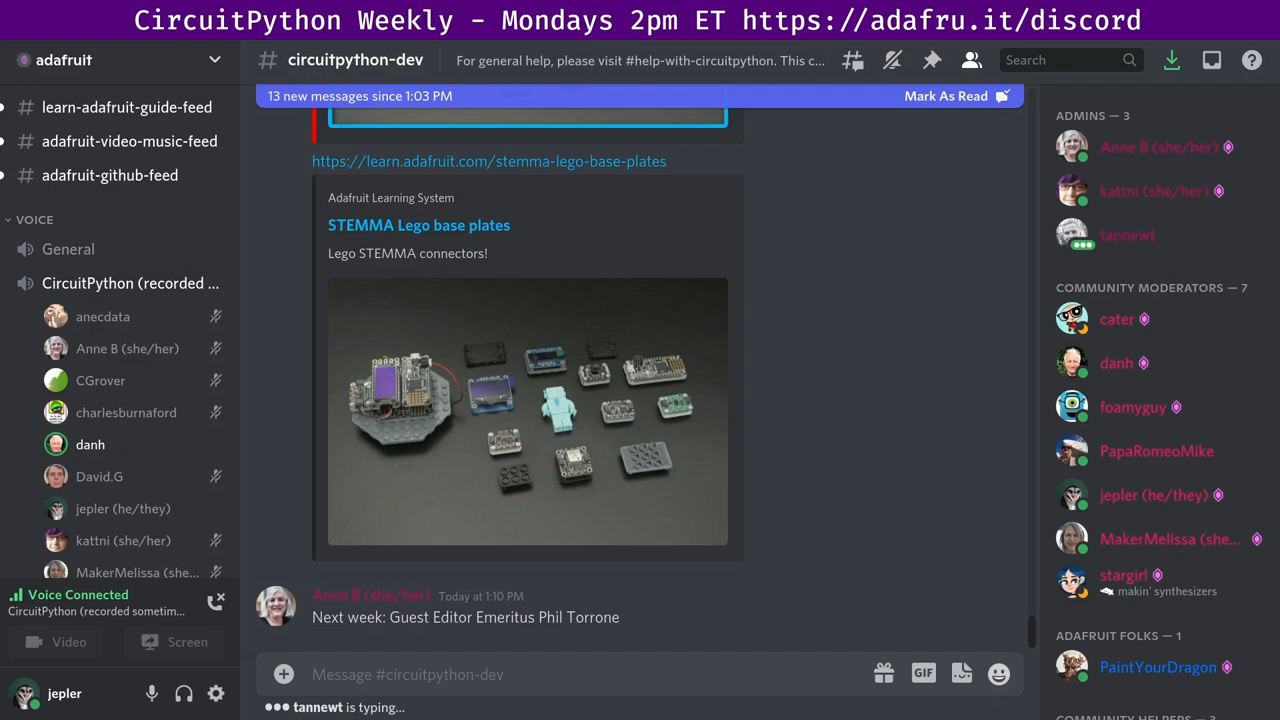 CircuitPython Weekly - Mondays 2pm ET https://adafru.it/discord
adafruit
circuitpython-dev
For general help, please visit #help-with-circuitpython. This c...
Search
13 new messages since 1:03 PM
Mark As Read
learn-adafruit-guide-feed
adafruit-video-music-feed
adafruit-github-feed
VOICE
General
CircuitPython (recorded ...
anecdata
Anne B (she/her)
CGrover
charlesburnaford
danh
David.G
jepler (he/they)
kattni (she/her)
MakerMelissa (she...
Voice Connected
CircuitPython (recorded sometim...
Video
Screen
jepler
https://learn.adafruit.com/stemma-lego-base-plates
Adafruit Learning System
STEMMA Lego base plates
Lego STEMMA connectors!
Anne B (she/her) Today at 1:10 PM
Next week: Guest Editor Emeritus Phil Torrone
Message #circuitpython-dev
GIF
tannewt is typing...
ADMINS — 3
Anne B (she/her)
kattni (she/her)
tannewt
COMMUNITY MODERATORS — 7
cater
danh
foamyguy
PapaRomeoMike
jepler (he/they)
MakerMelissa (she...
stargirl
makin' synthesizers
ADAFRUIT FOLKS — 1
PaintYourDragon